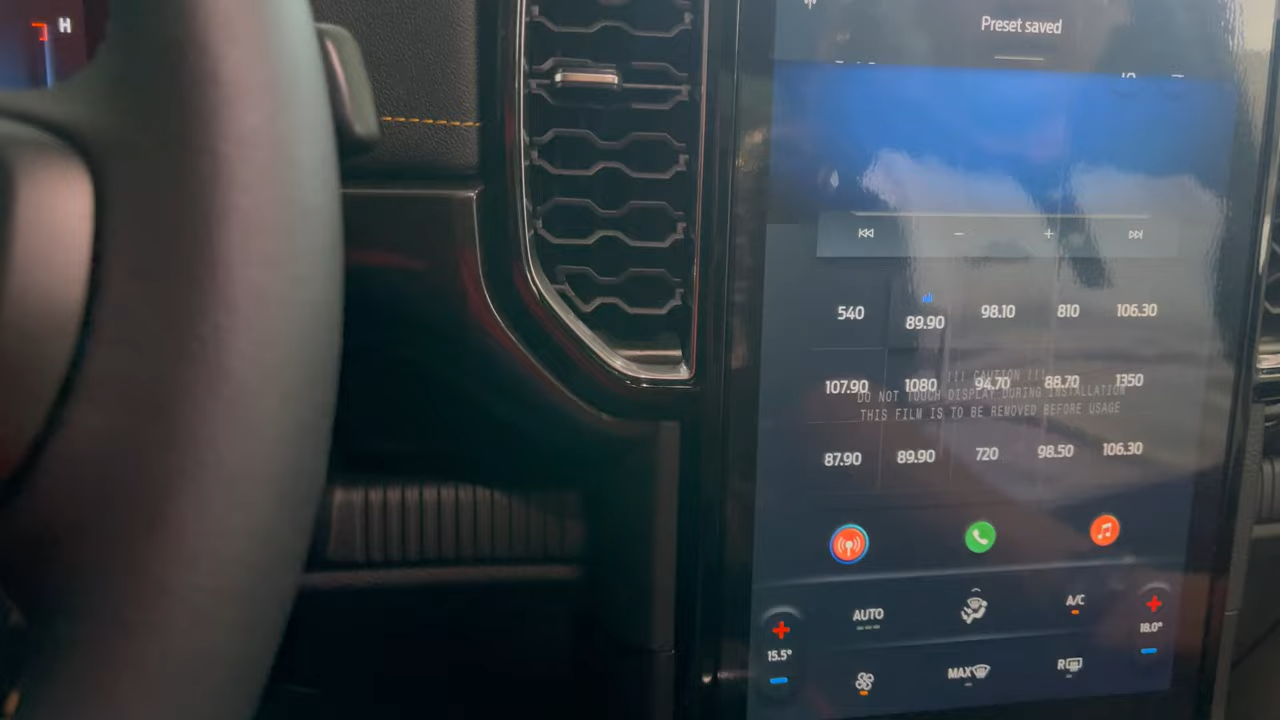 H
Preset saved
540 89.90 98.10 810 106.30
107.90 1080 94.70 88.70 1350
!!! CAUTION !!!
DO NOT TOUCH DISPLAY DURING INSTALLATION
THIS FILM IS TO BE REMOVED BEFORE USAGE
87.90 89.90 720 98.50 106.30
AUTO A/C
15.5° 18.0°
MAX R